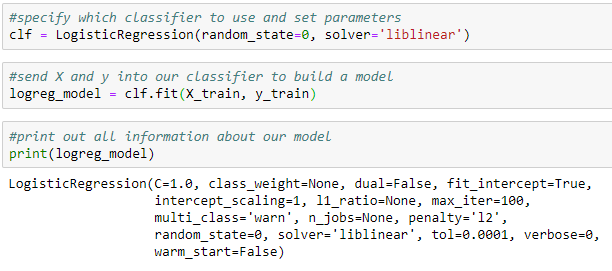 #specify which classifier to use and set parameters
clf = LogisticRegression(random_state=0, solver='liblinear')
#send X and y into our classifier to build a model
logreg_model = clf.fit(X_train, y_train)
#print out all information about our model
print(logreg_model)
LogisticRegression(C=1.0, class_weight=None, dual=False, fit_intercept=True,
                   intercept_scaling=1, l1_ratio=None, max_iter=100,
                   multi_class='warn', n_jobs=None, penalty='l2',
                   random_state=0, solver='liblinear', tol=0.0001, verbose=0,
                   warm_start=False)